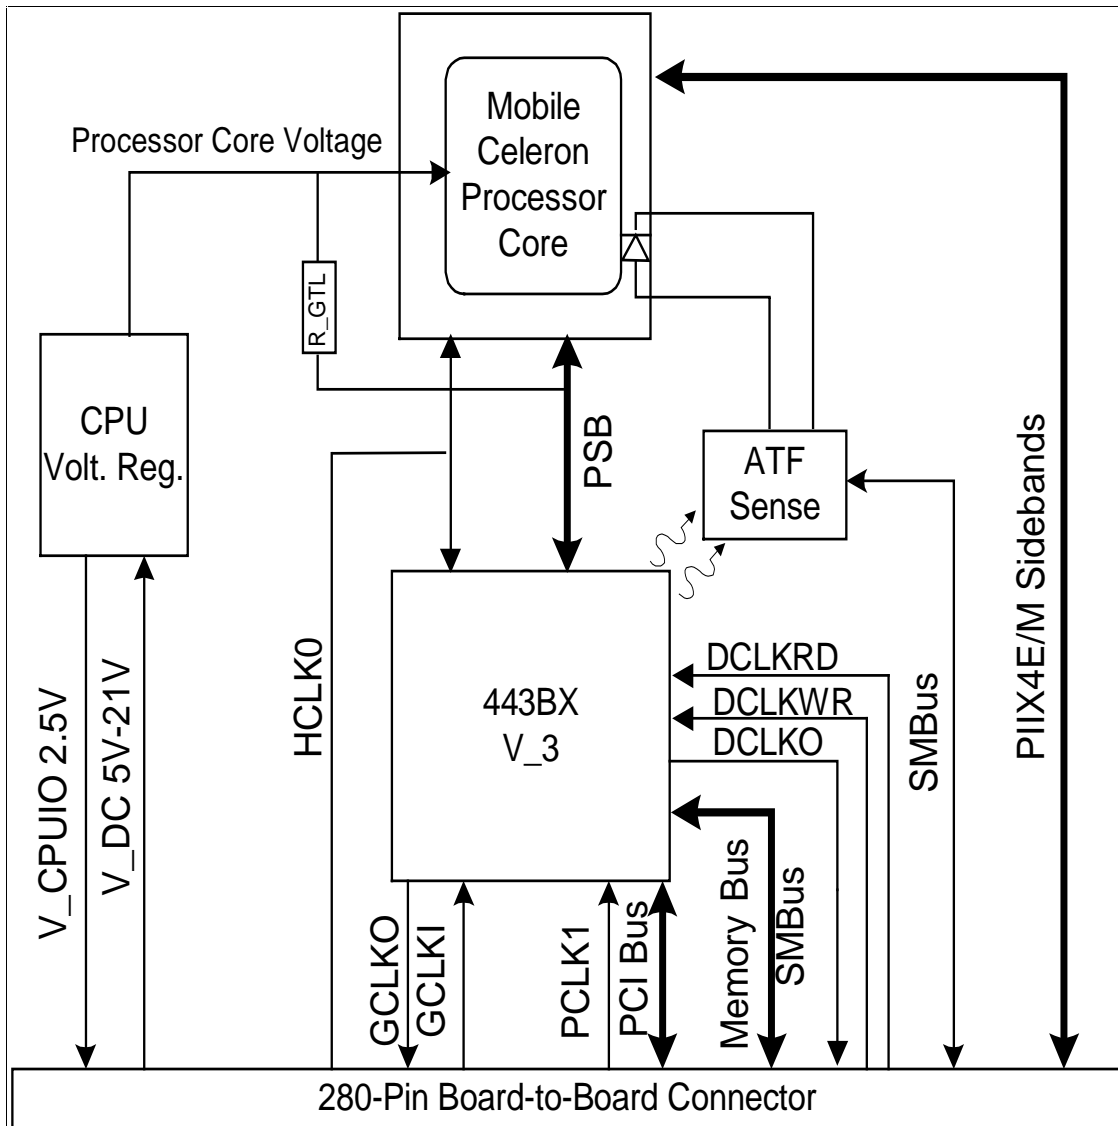 Mobile
Celeron
Processor
Core
Processor Core Voltage
R_GTL
CPU
Volt. Reg.
PSB
ATF
Sense
PIIX4E/M Sidebands
HCLK0
443BX
V_3
DCLKRD
DCLKWR
DCLKO
SMBus
V_CPUIO 2.5V
V_DC 5V-21V
GCLKO
GCLKI
PCLK1
PCI Bus
Memory Bus
SMBus
280-Pin Board-to-Board Connector